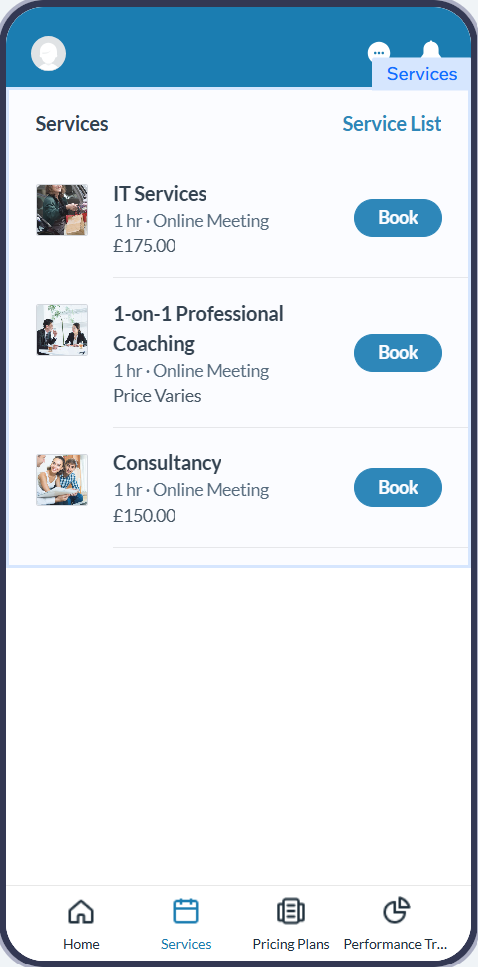 Services
Services
Service List
IT Services
1 hr · Online Meeting
£175.00
Book
1-on-1 Professional
Coaching
1 hr · Online Meeting
Price Varies
Book
Consultancy
1 hr · Online Meeting
£150.00
Book
Home
Services
Pricing Plans
Performance Tr...